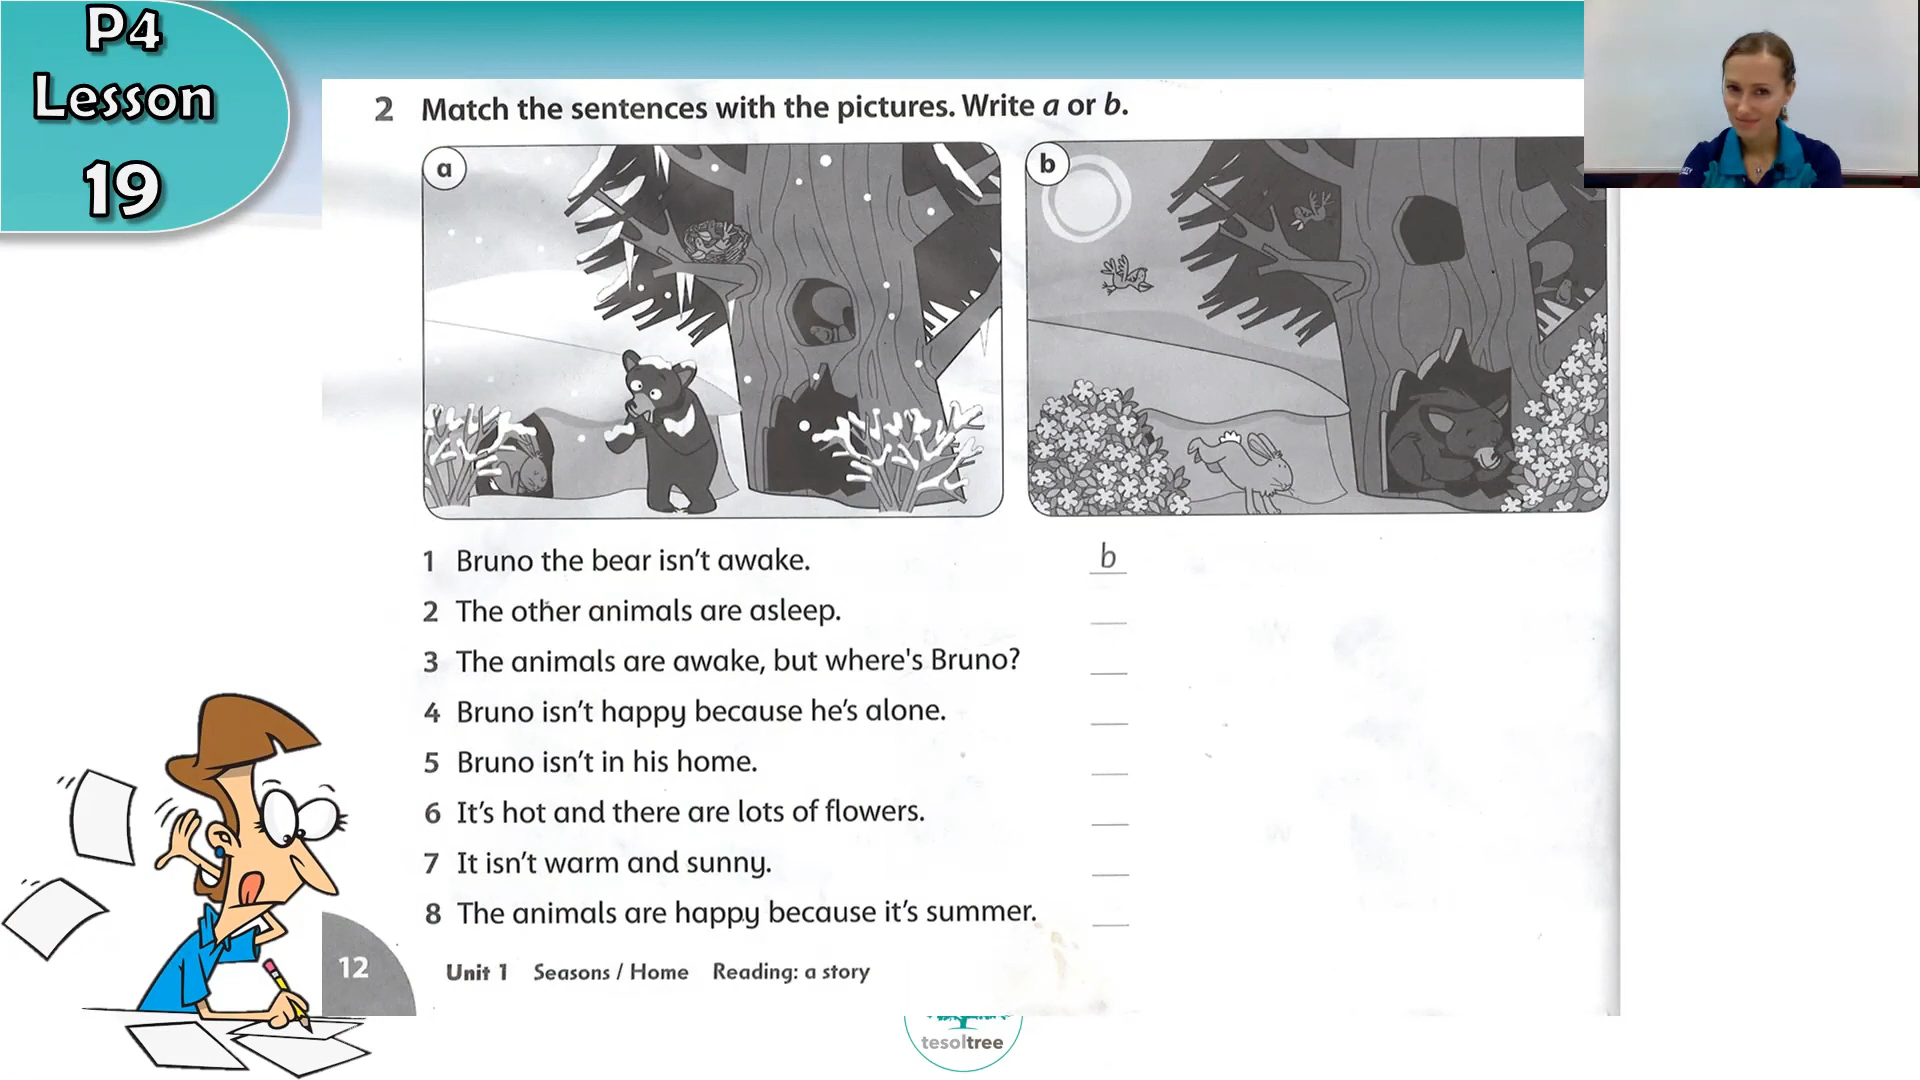 P4
Lesson
19
2 Match the sentences with the pictures. Write a or b.
a
b
1 Bruno the bear isn't awake. b
2 The other animals are asleep.
3 The animals are awake, but where's Bruno?
4 Bruno isn't happy because he's alone.
5 Bruno isn't in his home.
6 It's hot and there are lots of flowers.
7 It isn't warm and sunny.
8 The animals are happy because it's summer.
12 Unit 1 Seasons / Home Reading: a story
tesoltree